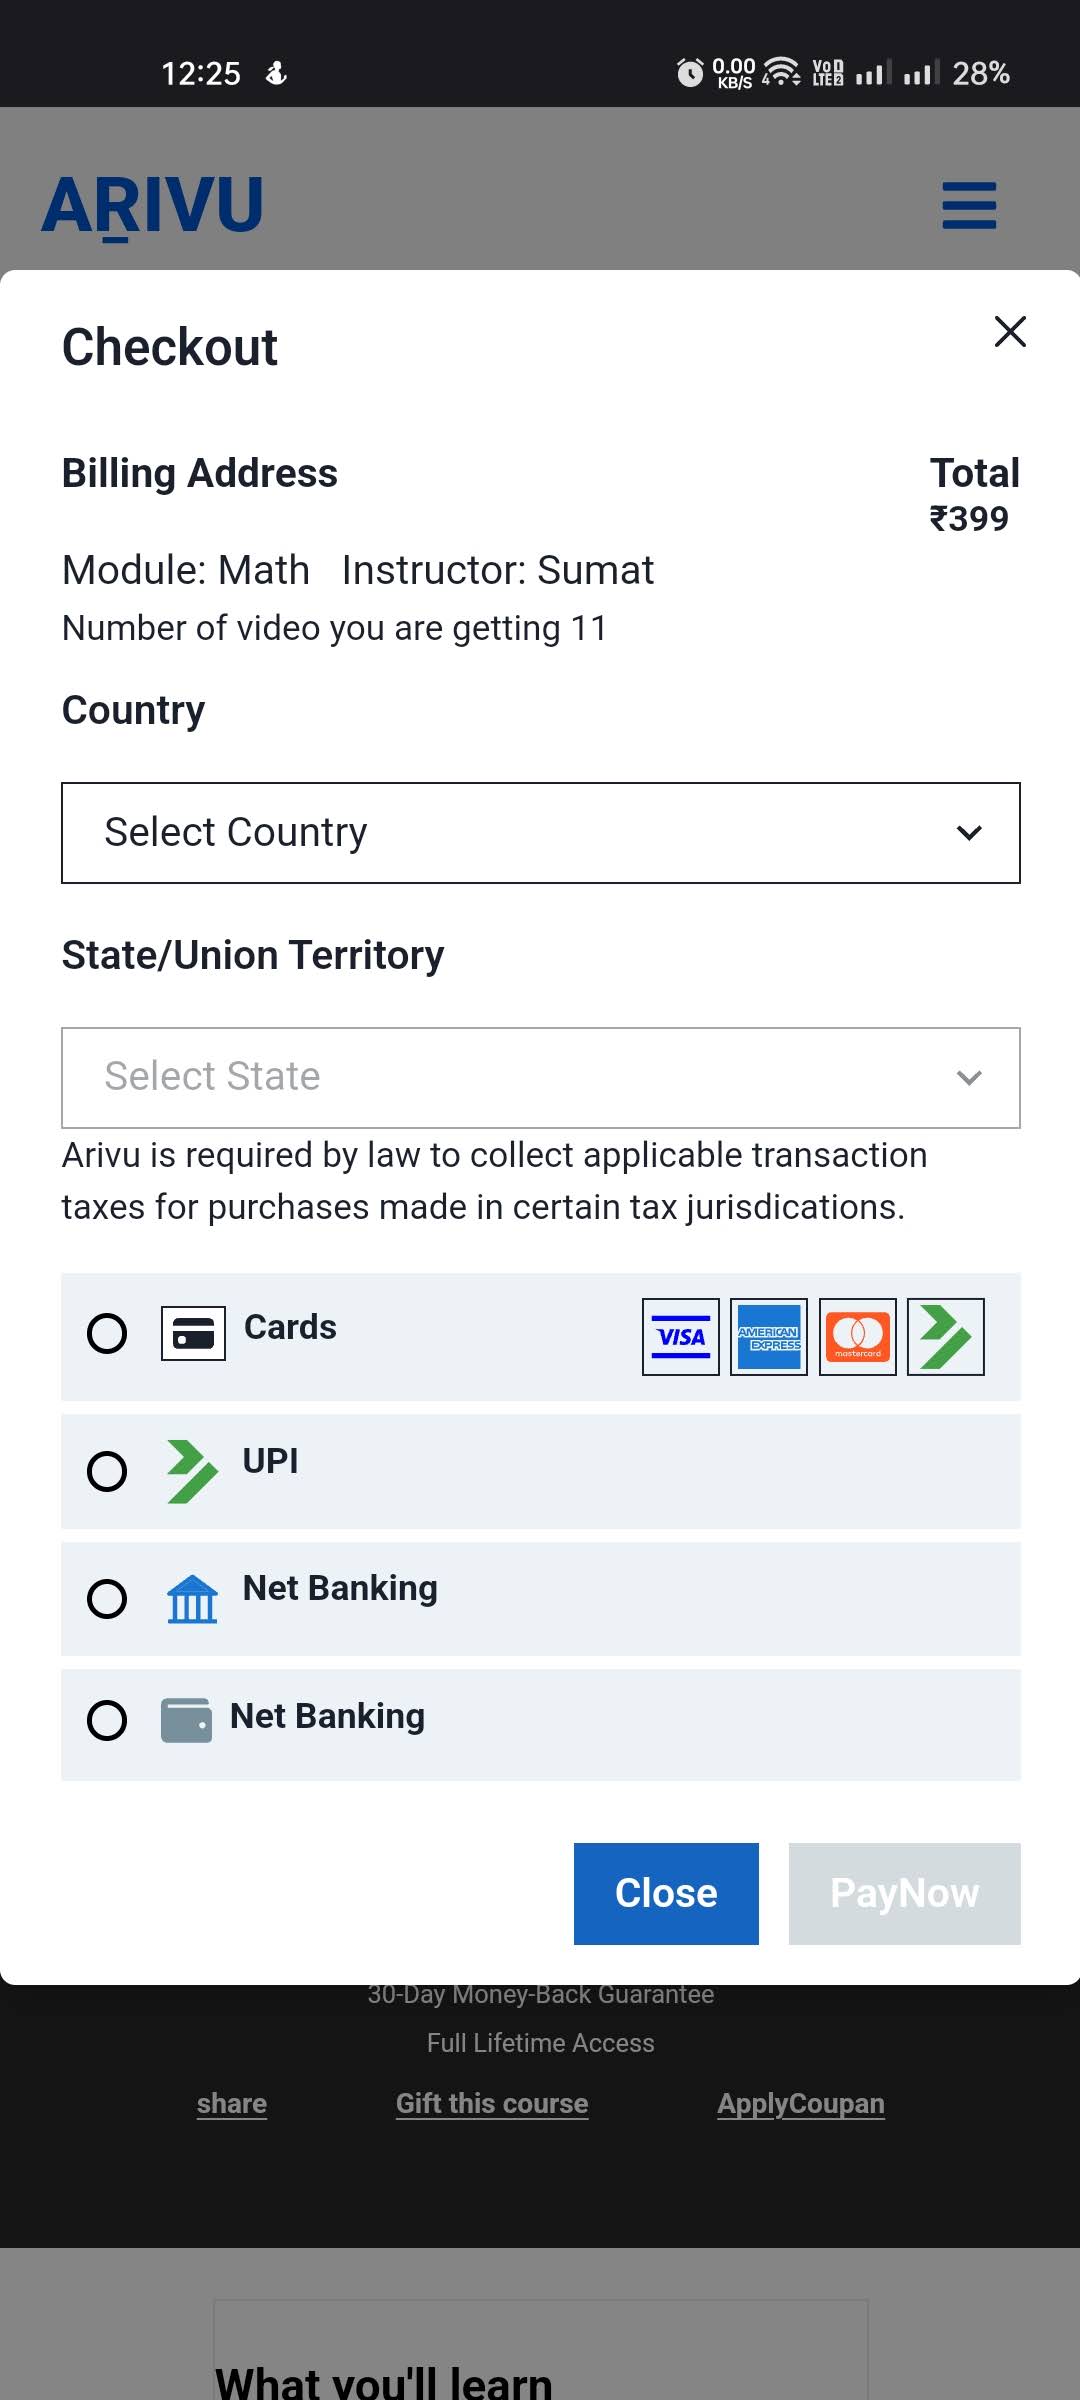 12:25
0.00 KB/S 4 VoD LTE2 28%
ARIVU
Checkout
Billing Address
Total
₹399
Module: Math Instructor: Sumat
Number of video you are getting 11
Country
Select Country
State/Union Territory
Select State
Arivu is required by law to collect applicable transaction
taxes for purchases made in certain tax jurisdications.
Cards
VISA
AMERICAN
EXPRESS
mastercard
UPI
Net Banking
Net Banking
Close
PayNow
30-Day Money-Back Guarantee
Full Lifetime Access
share
Gift this course
ApplyCoupan
What you'll learn